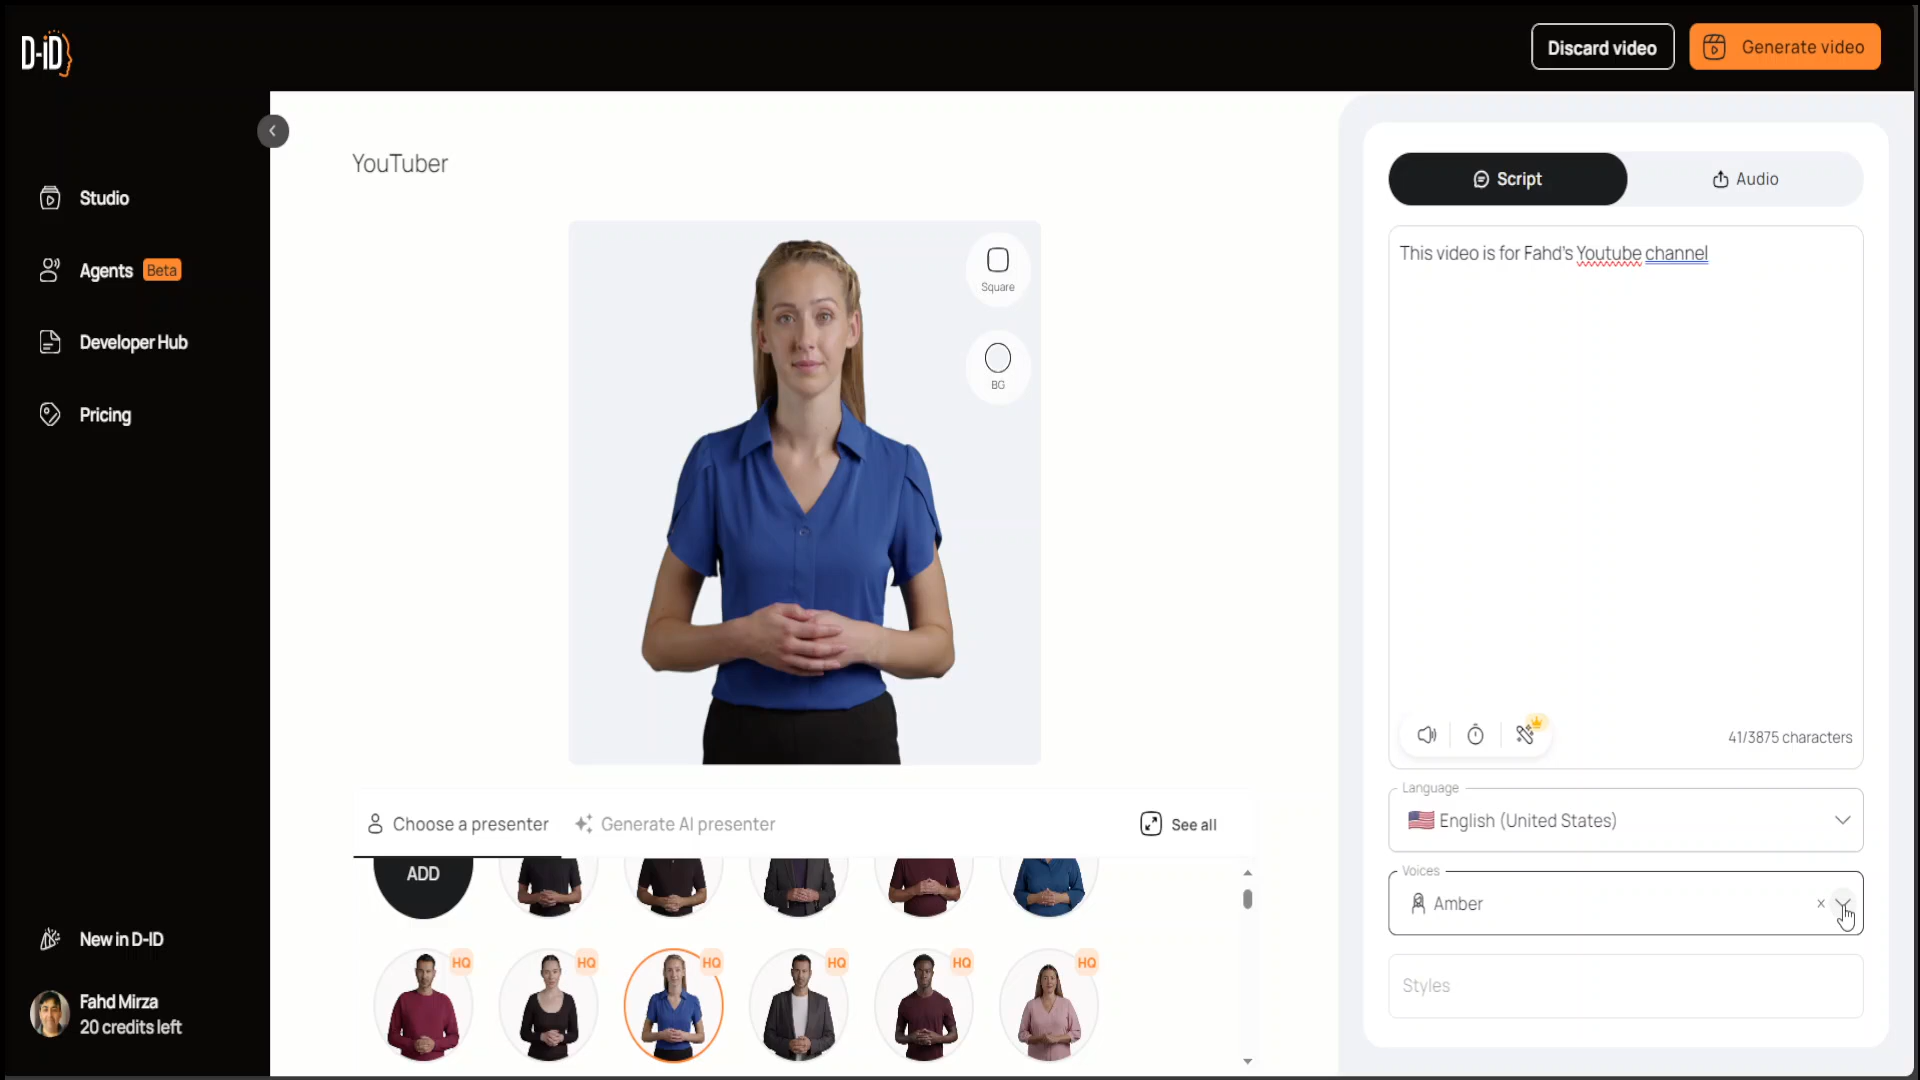 D-iD
Discard video
Generate video
YouTuber
Studio
Agents Beta
Developer Hub
Pricing
Square
BG
Script
Audio
This video is for Fahd's Youtube channel
41/3875 characters
Language
English (United States)
Voices
Amber
x
Styles
Choose a presenter
Generate AI presenter
See all
ADD
HQ HQ HQ HQ HQ HQ
New in D-ID
Fahd Mirza
20 credits left